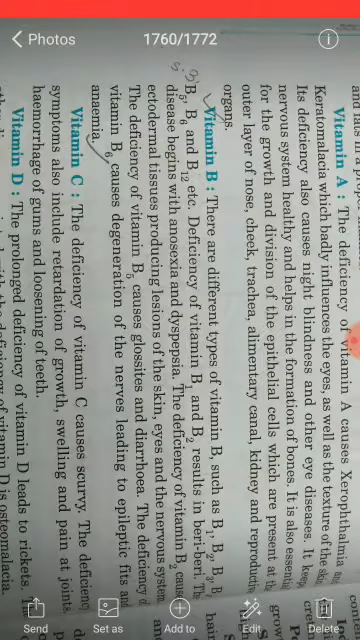 Photos
1760/1772
Vitamin A : The deficiency of vitamin A causes Xerophthalmia and
Keratomalacia which badly influences the eyes, as well as the texture of the skin.
Its deficiency also causes night blindness and other eye diseases. It keeps
nervous system healthy and helps in the formation of bones. It is also essential
for the growth and division of the epithelial cells which are present at the
outer layer of nose, cheek, trachea, alimentary canal, kidney and reproductive
organs.
Vitamin B : There are different types of vitamin B, such as B1, B2, B3,
B5, B6 and B12 etc. Deficiency of vitamin B1 and B2 results in beri-beri. The
disease begins with anosexia and dyspepsia. The deficiency of vitamin B2 cause
ectodermal tissues producing lesions of the skin, eyes and the nervous system
The deficiency of vitamin B5 causes glossites and diarrhoea. The deficiency of
vitamin B6 causes degeneration of the nerves leading to epileptic fits and
anaemia.
Vitamin C : The deficiency of vitamin C causes scurvy. The deficiency
symptoms also include retardation of growth, swelling and pain at joints,
haemorrhage of gums and loosening of teeth.
Vitamin D : The prolonged deficiency of vitamin D leads to rickets. The
deficiency of vitamin D is osteomalacia.
Send
Set as
Add to
Edit
Delete